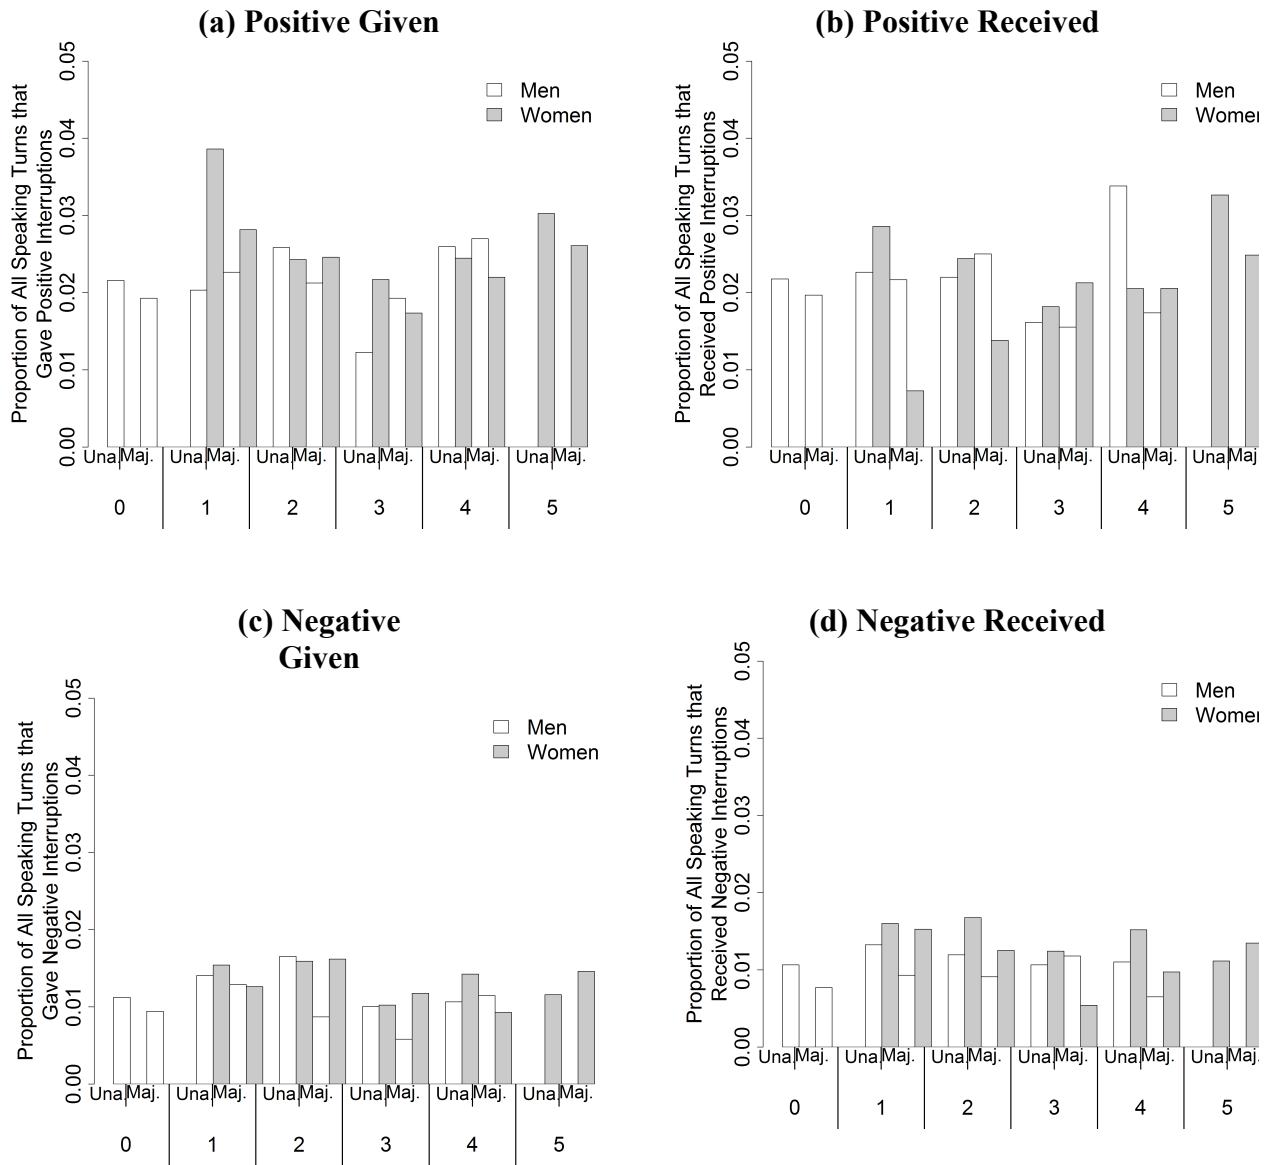 (a) Positive Given
Proportion of All Speaking Turns that
Gave Positive Interruptions
0.05
0.04
0.03
0.02
0.01
0.00
Men
Women
Una. Maj. Una. Maj. Una. Maj. Una. Maj. Una. Maj. Una. Maj.
0 1 2 3 4 5
(b) Positive Received
Proportion of All Speaking Turns that
Received Positive Interruptions
0.05
0.04
0.03
0.02
0.01
0.00
Men
Women
Una. Maj. Una. Maj. Una. Maj. Una. Maj. Una. Maj. Una. Maj
0 1 2 3 4 5
(c) Negative
Given
Proportion of All Speaking Turns that
Gave Negative Interruptions
0.05
0.04
0.03
0.02
0.01
0.00
Men
Women
Una. Maj. Una. Maj. Una. Maj. Una. Maj. Una. Maj. Una. Maj.
0 1 2 3 4 5
(d) Negative Received
Proportion of All Speaking Turns that
Received Negative Interruptions
0.05
0.04
0.03
0.02
0.01
0.00
Men
Women
Una. Maj. Una. Maj. Una. Maj. Una. Maj. Una. Maj. Una. Maj.
0 1 2 3 4 5